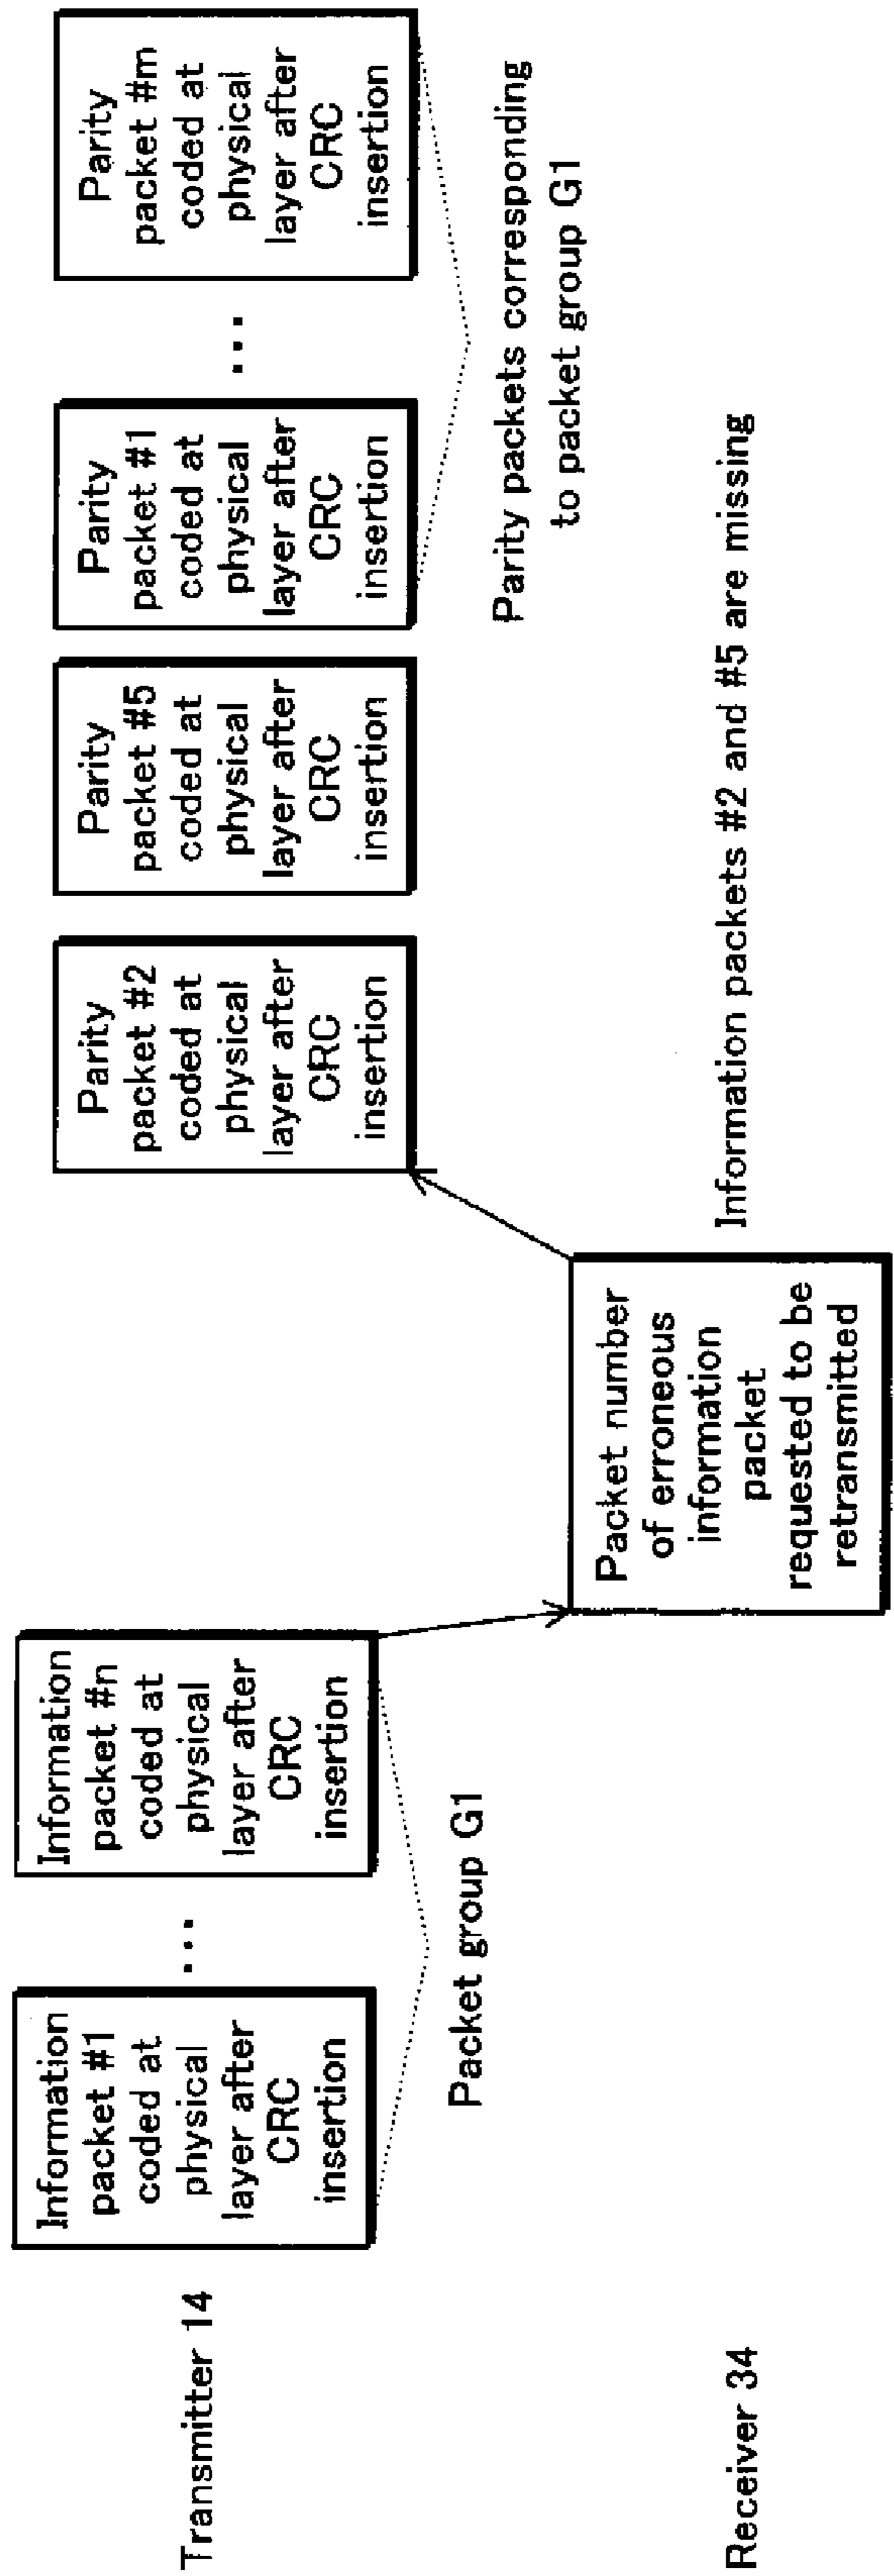 Transmitter 14
Information
packet #1
coded at
physical
layer after
CRC
insertion
...
Information
packet #n
coded at
physical
layer after
CRC
insertion
Packet group G1
Parity
packet #2
coded at
physical
layer after
CRC
insertion
Parity
packet #5
coded at
physical
layer after
CRC
insertion
Parity
packet #1
coded at
physical
layer after
CRC
insertion
...
Parity
packet #m
coded at
physical
layer after
CRC
insertion
Parity packets corresponding
to packet group G1
Receiver 34
Packet number
of erroneous
information
packet
requested to be
retransmitted
Information packets #2 and #5 are missing